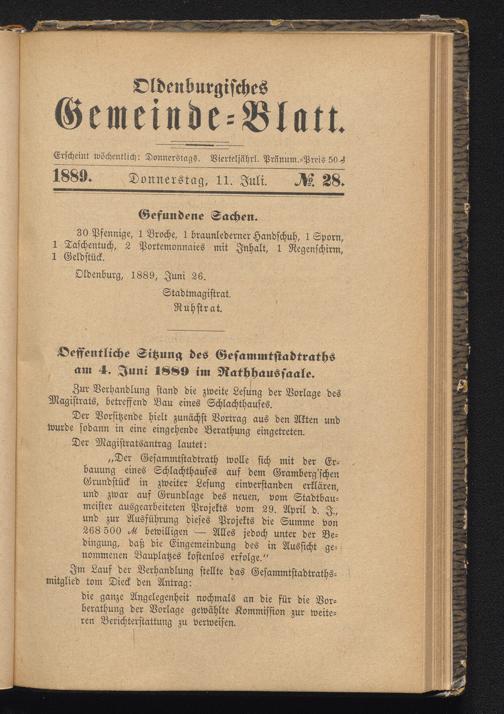 Oldenburgisches
Gemeinde=Blatt.
Erscheint wöchentlich: Donnerstags. Vierteljährl. Pränum.=Preis 50 ₰
1889. Donnerstag, 11. Juli. № 28.
Gefundene Sachen.
30 Pfennige, 1 Broche, 1 braunlederner Handschuh, 1 Sporn,
1 Taschentuch, 2 Portemonnaies mit Inhalt, 1 Regenschirm,
1 Geldstück.
Oldenburg, 1889, Juni 26.
Stadtmagistrat.
Ruhstrat.
Oeffentliche Sitzung des Gesammtstadtraths
am 4. Juni 1889 im Rathhaussaale.
Zur Verhandlung stand die zweite Lesung der Vorlage des
Magistrats, betreffend Bau eines Schlachthauses.
Der Vorsitzende hielt zunächst Vortrag aus den Akten und
wurde sodann in eine eingehende Berathung eingetreten.
Der Magistratsantrag lautet:
„Der Gesammtstadtrath wolle sich mit der Er-
bauung eines Schlachthauses auf dem Gramberg'schen
Grundstück in zweiter Lesung einverstanden erklären,
und zwar auf Grundlage des neuen, vom Stadtbau-
meister ausgearbeiteten Projekts vom 29. April d. J.,
und zur Ausführung dieses Projekts die Summe von
268 500 ℳ bewilligen — Alles jedoch unter der Be-
dingung, daß die Eingemeindung des in Aussicht ge-
nommenen Bauplatzes kostenlos erfolge."
Im Lauf der Verhandlung stellte das Gesammtstadtraths-
mitglied tom Dieck den Antrag:
die ganze Angelegenheit nochmals an die für die Vor-
berathung der Vorlage gewählte Kommission zur weite-
ren Berichterstattung zu verweisen.